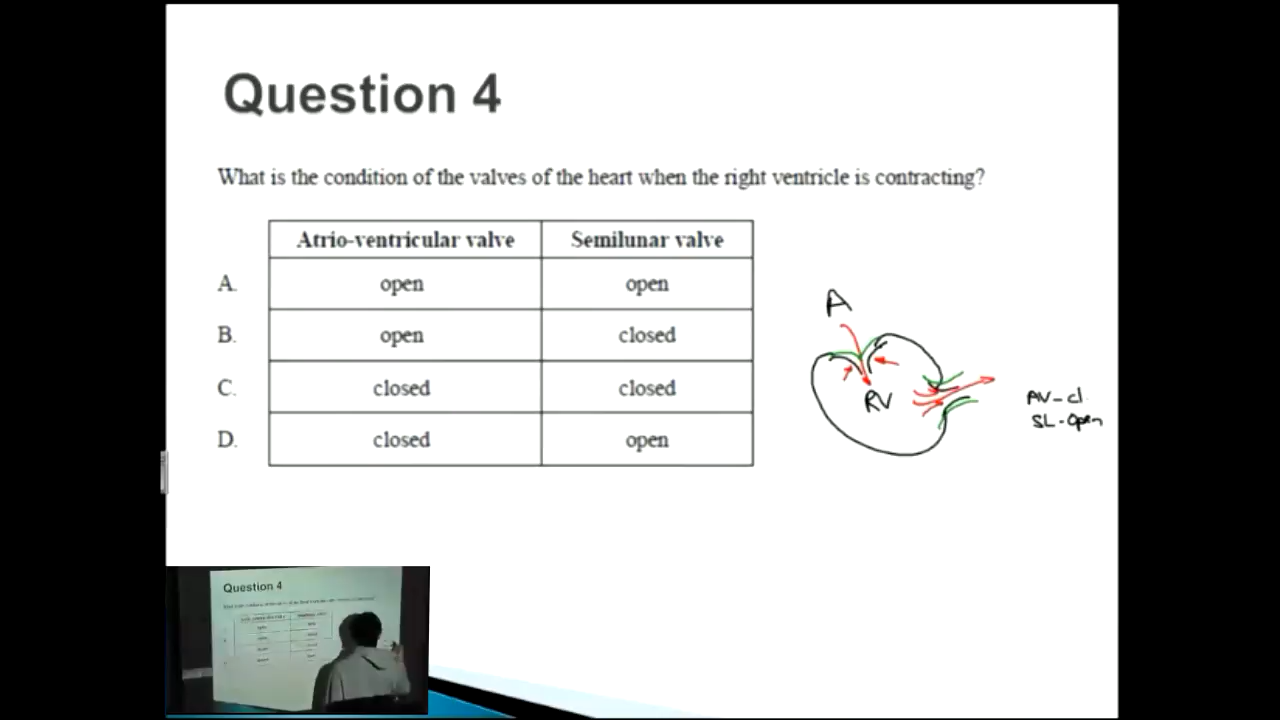 Question 4
What is the condition of the valves of the heart when the right ventricle is contracting?
Atrio-ventricular valve Semilunar valve
A. open open
B. open closed
C. closed closed
D. closed open
A
RV
AV-cl.
SL-Open
Question 4